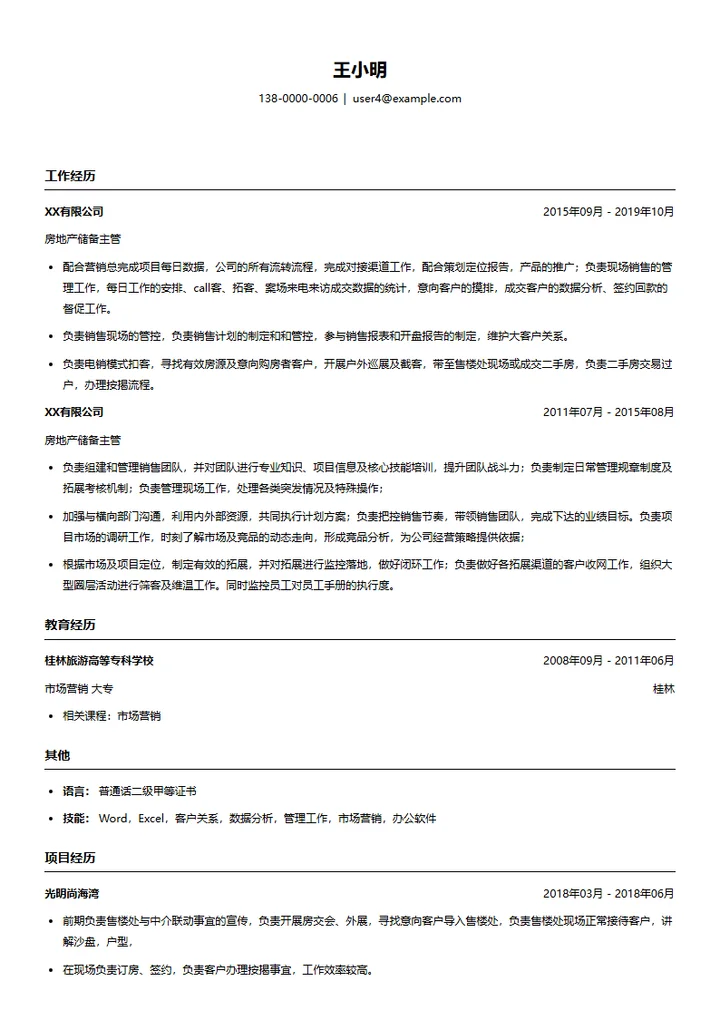 王小明
138-0000-0006 | user4@example.com
工作经历
XX有限公司 2015年09月 - 2019年10月
房地产储备主管
• 配合营销总完成项目每日数据，公司的所有流转流程，完成对接渠道工作，配合策划定位报告，产品的推广；负责现场销售的管
理工作，每日工作的安排、call客、拓客、案场来电来访成交数据的统计，意向客户的摸排，成交客户的数据分析、签约回款的
督促工作。
• 负责销售现场的管控，负责销售计划的制定和和管控，参与销售报表和开盘报告的制定，维护大客户关系。
• 负责电销模式扣客，寻找有效房源及意向购房者客户，开展户外巡展及截客，带至售楼处现场或成交二手房，负责二手房交易过
户，办理按揭流程。
XX有限公司 2011年07月 - 2015年08月
房地产储备主管
• 负责组建和管理销售团队，并对团队进行专业知识、项目信息及核心技能培训，提升团队战斗力；负责制定日常管理规章制度及
拓展考核机制；负责管理现场工作，处理各类突发情况及特殊操作；
• 加强与横向部门沟通，利用内外部资源，共同执行计划方案；负责把控销售节奏，带领销售团队，完成下达的业绩目标。负责项
目市场的调研工作，时刻了解市场及竞品的动态走向，形成竞品分析，为公司经营策略提供依据；
• 根据市场及项目定位，制定有效的拓展，并对拓展进行监控落地，做好闭环工作；负责做好各拓展渠道的客户收网工作，组织大
型圈层活动进行筛客及维温工作。同时监控员工对员工手册的执行度。
教育经历
桂林旅游高等专科学校 2008年09月 - 2011年06月
市场营销 大专 桂林
• 相关课程：市场营销
其他
• 语言： 普通话二级甲等证书
• 技能： Word，Excel，客户关系，数据分析，管理工作，市场营销，办公软件
项目经历
光明尚海湾 2018年03月 - 2018年06月
• 前期负责售楼处与中介联动事宜的宣传，负责开展房交会、外展，寻找意向客户导入售楼处，负责售楼处现场正常接待客户，讲
解沙盘，户型，
• 在现场负责订房、签约，负责客户办理按揭事宜，工作效率较高。